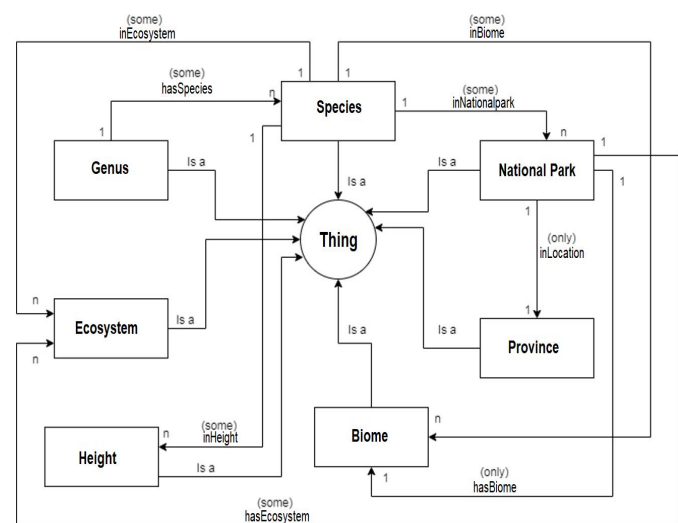 (some)
inEcosystem
(some)
inBiome
1
1
(some)
hasSpecies
n
Species
1
(some)
inNationalpark
1
1
n
1
Genus
Is a
Is a
Is a
National Park
1
1
Thing
(only)
inLocation
n
Ecosystem
Is a
Is a
Is a
1
Province
n
n
Biome
n
(some)
inHeight
Height
Is a
1
(only)
hasBiome
(some)
hasEcosystem